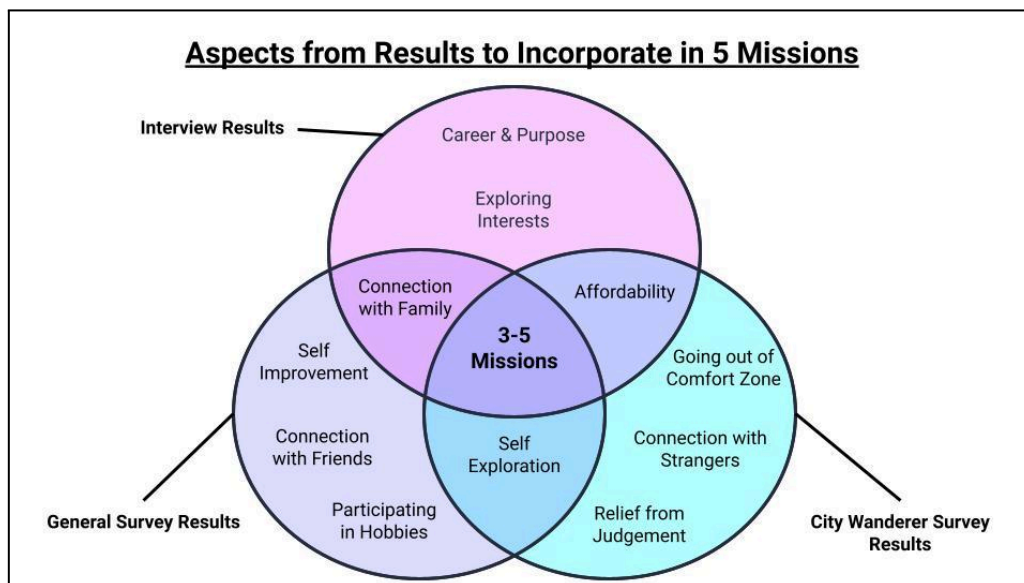 Aspects from Results to Incorporate in 5 Missions
Interview Results
Career & Purpose
Exploring
Interests
Connection
with Family
Affordability
3-5
Missions
Self
Improvement
Going out of
Comfort Zone
Connection
with Friends
Self
Exploration
Connection with
Strangers
Participating
in Hobbies
Relief from
Judgement
General Survey Results
City Wanderer Survey
Results